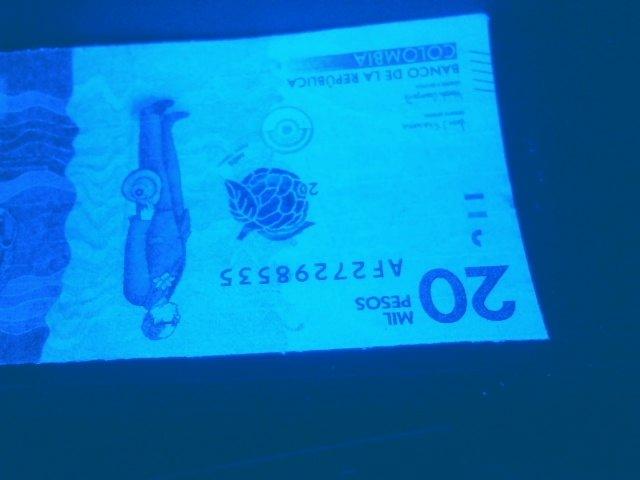 20
MIL
PESOS
AF27298535
20
BANCO DE LA REPÚBLICA
COLOMBIA